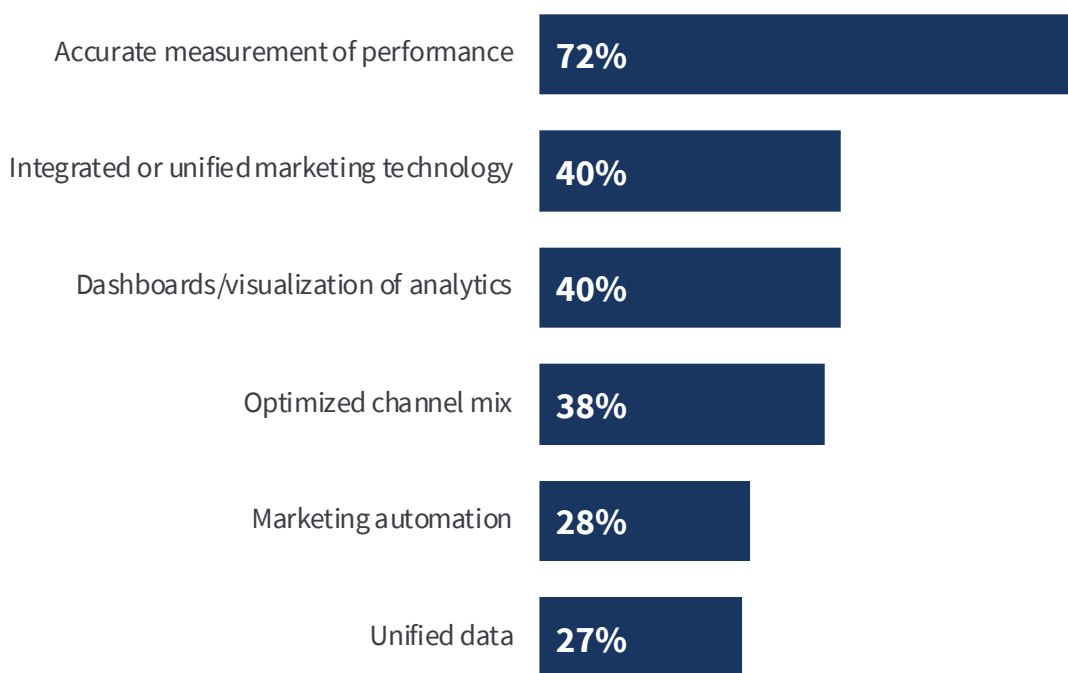 Accurate measurement of performance 72%
Integrated or unified marketing technology 40%
Dashboards/visualization of analytics 40%
Optimized channel mix 38%
Marketing automation 28%
Unified data 27%